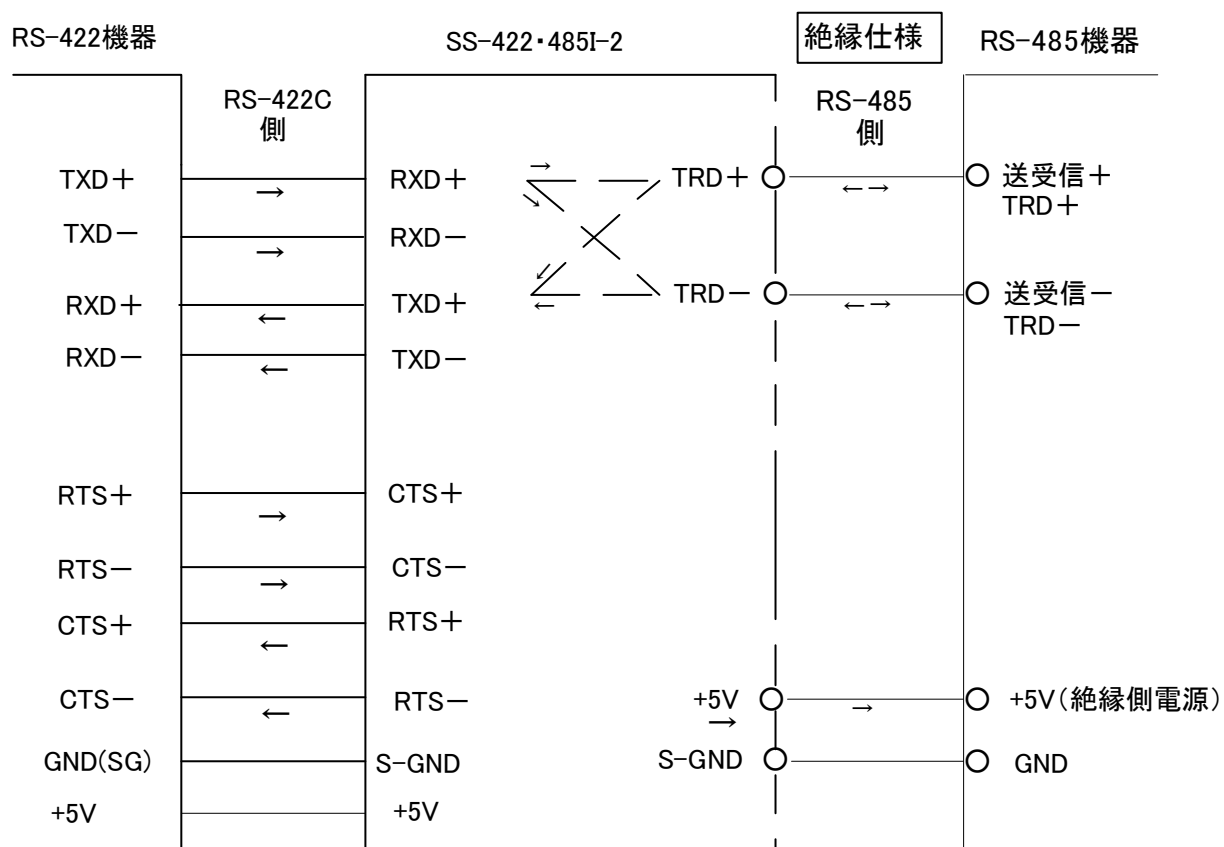 RS-422機器
SS-422・485I-2
絶縁仕様
RS-485機器
RS-422C
側
RS-485
側
TXD+ → RXD+ → TRD+ ←→ 送受信+
TRD+
TXD- → RXD-
RXD+ ← TXD+ ← TRD- ←→ 送受信-
TRD-
RXD- ← TXD-
RTS+ → CTS+
RTS- → CTS-
CTS+ ← RTS+
CTS- ← RTS- +5V → → +5V(絶縁側電源)
GND(SG) S-GND S-GND GND
+5V +5V